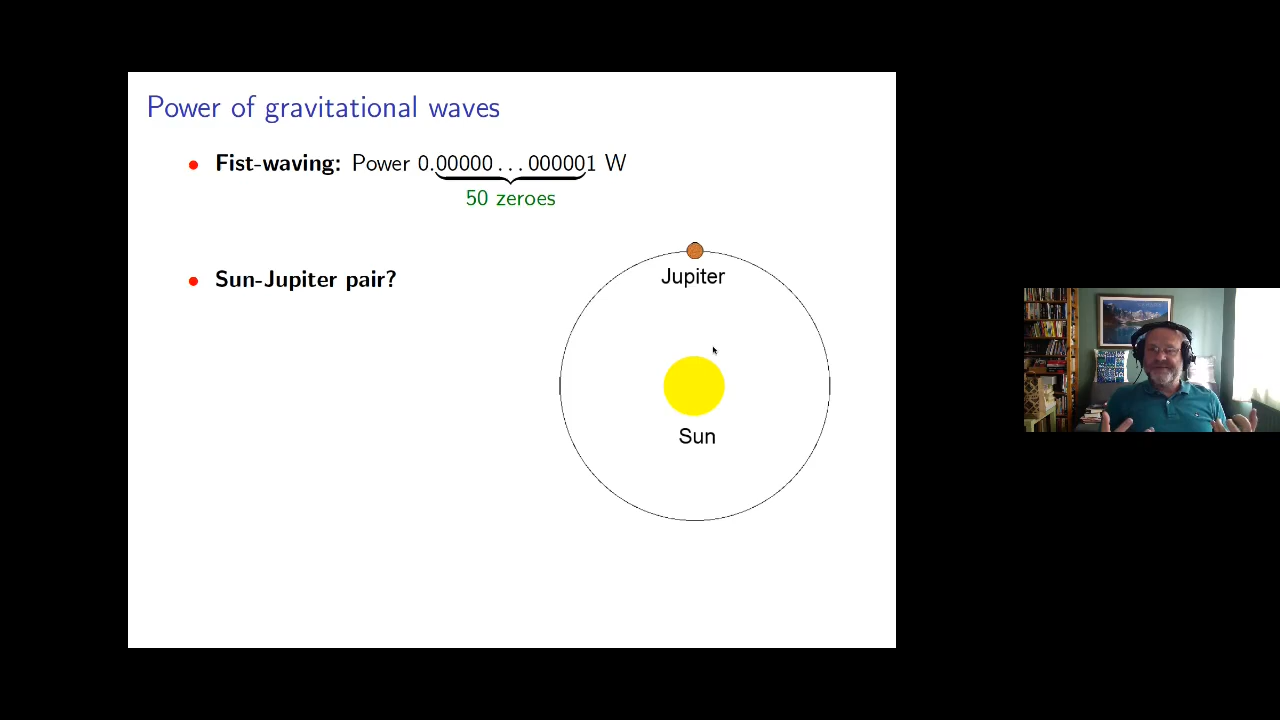 Power of gravitational waves
• Fist-waving: Power 0.00000...000001 W
50 zeroes
• Sun-Jupiter pair?
Jupiter
Sun